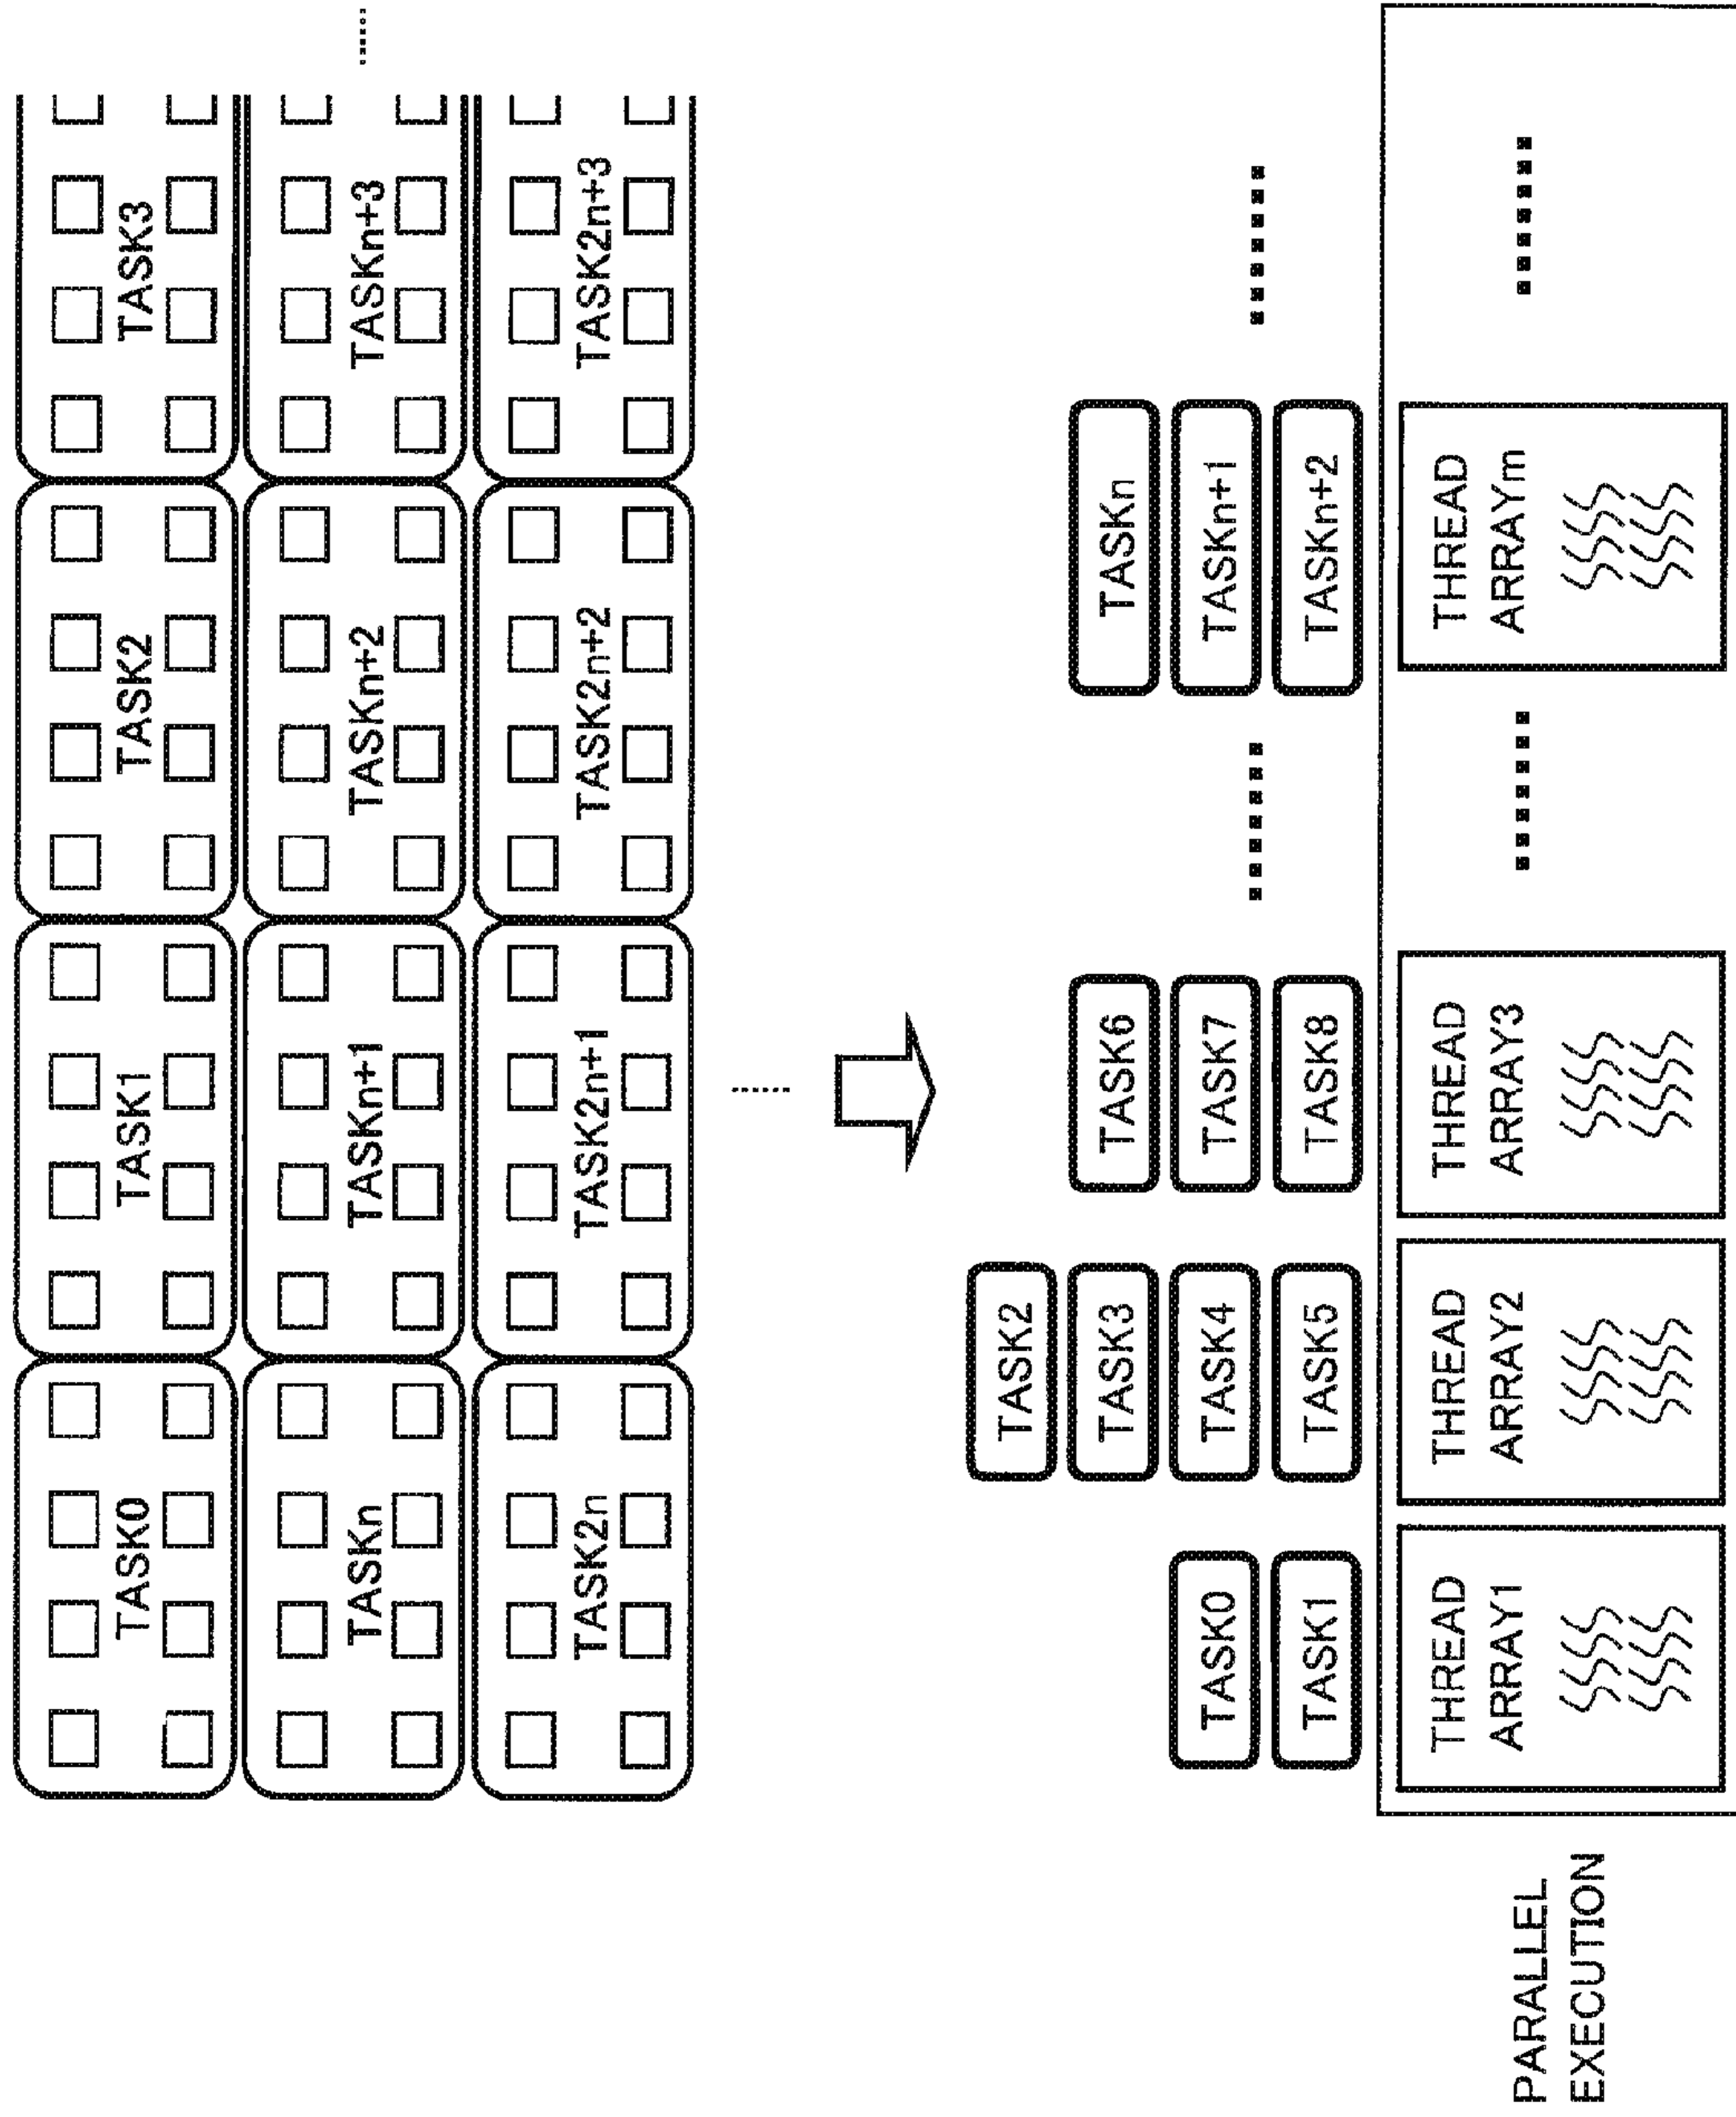 TASK0
TASK1
TASK2
TASK3
TASKn
TASKn+1
TASKn+2
TASKn+3
TASK2n
TASK2n+1
TASK2n+2
TASK2n+3
TASK0
TASK1
TASK2
TASK3
TASK4
TASK5
TASK6
TASK7
TASK8
TASKn
TASKn+1
TASKn+2
PARALLEL
EXECUTION
THREAD
ARRAY1
THREAD
ARRAY2
THREAD
ARRAY3
THREAD
ARRAYm